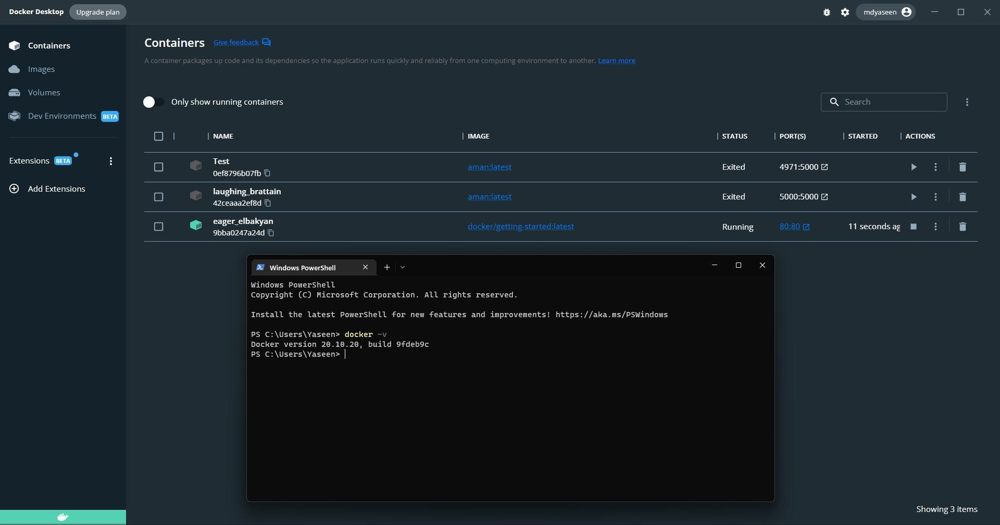 Docker Desktop Upgrade plan mdyaseen
Containers
Images
Volumes
Dev Environments BETA
Extensions BETA
Add Extensions
Containers Give feedback
A container packages up code and its dependencies so the application runs quickly and reliably from one computing environment to another. Learn more
Only show running containers Search
NAME IMAGE STATUS PORT(S) STARTED ACTIONS
Test
0ef8796b07fb aman:latest Exited 4971:5000
laughing_brattain
42ceaaa2ef8d aman:latest Exited 5000:5000
eager_elbakyan
9bba0247a24d docker/getting-started:latest Running 80:80 11 seconds ag
Windows PowerShell
Windows PowerShell
Copyright (C) Microsoft Corporation. All rights reserved.
Install the latest PowerShell for new features and improvements! https://aka.ms/PSWindows
PS C:\Users\Yaseen> docker -v
Docker version 20.10.20, build 9fdeb9c
PS C:\Users\Yaseen>
Showing 3 items